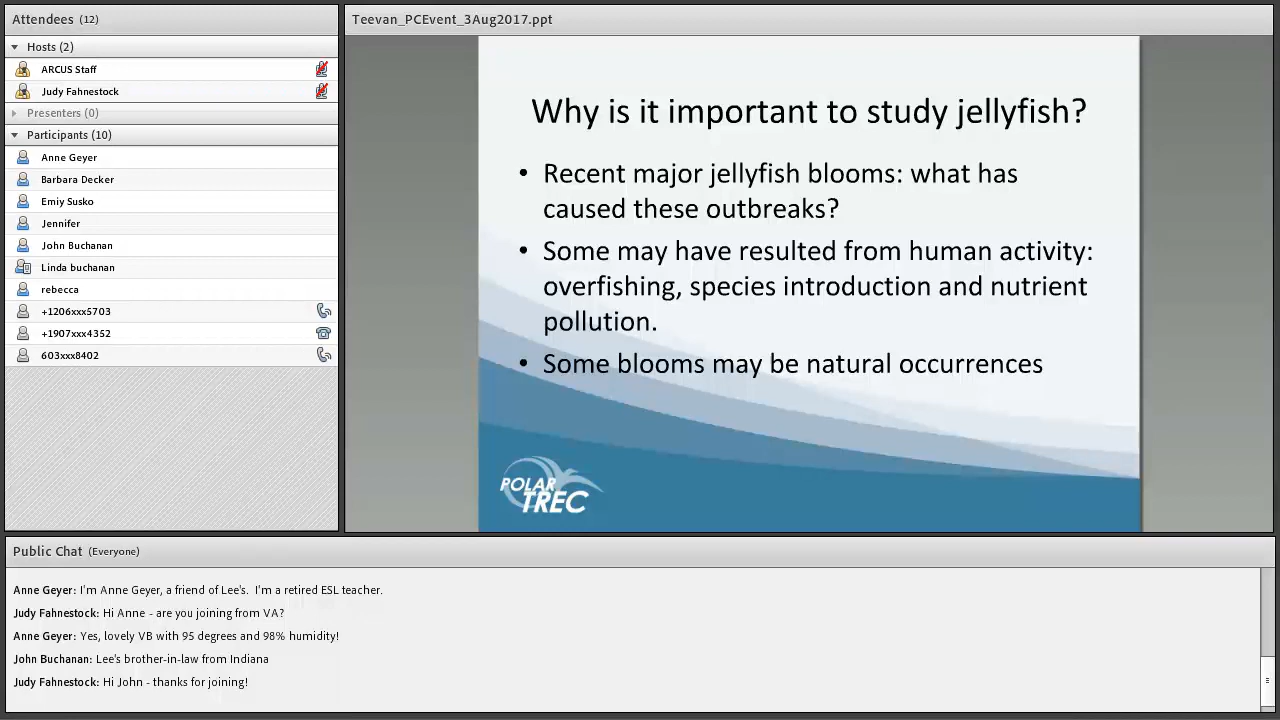 Attendees (12)
Hosts (2)
ARCUS Staff
Judy Fahnestock
Presenters (0)
Participants (10)
Anne Geyer
Barbara Decker
Emiy Susko
Jennifer
John Buchanan
Linda buchanan
rebecca
+1206xxx5703
+1907xxx4352
603xxx8402
Teevan_PCEvent_3Aug2017.ppt
Why is it important to study jellyfish?
• Recent major jellyfish blooms: what has
caused these outbreaks?
• Some may have resulted from human activity:
overfishing, species introduction and nutrient
pollution.
• Some blooms may be natural occurrences
POLAR
TREC
Public Chat (Everyone)
Anne Geyer: I'm Anne Geyer, a friend of Lee's.  I'm a retired ESL teacher.
Judy Fahnestock: Hi Anne - are you joining from VA?
Anne Geyer: Yes, lovely VB with 95 degrees and 98% humidity!
John Buchanan: Lee's brother-in-law from Indiana
Judy Fahnestock: Hi John - thanks for joining!